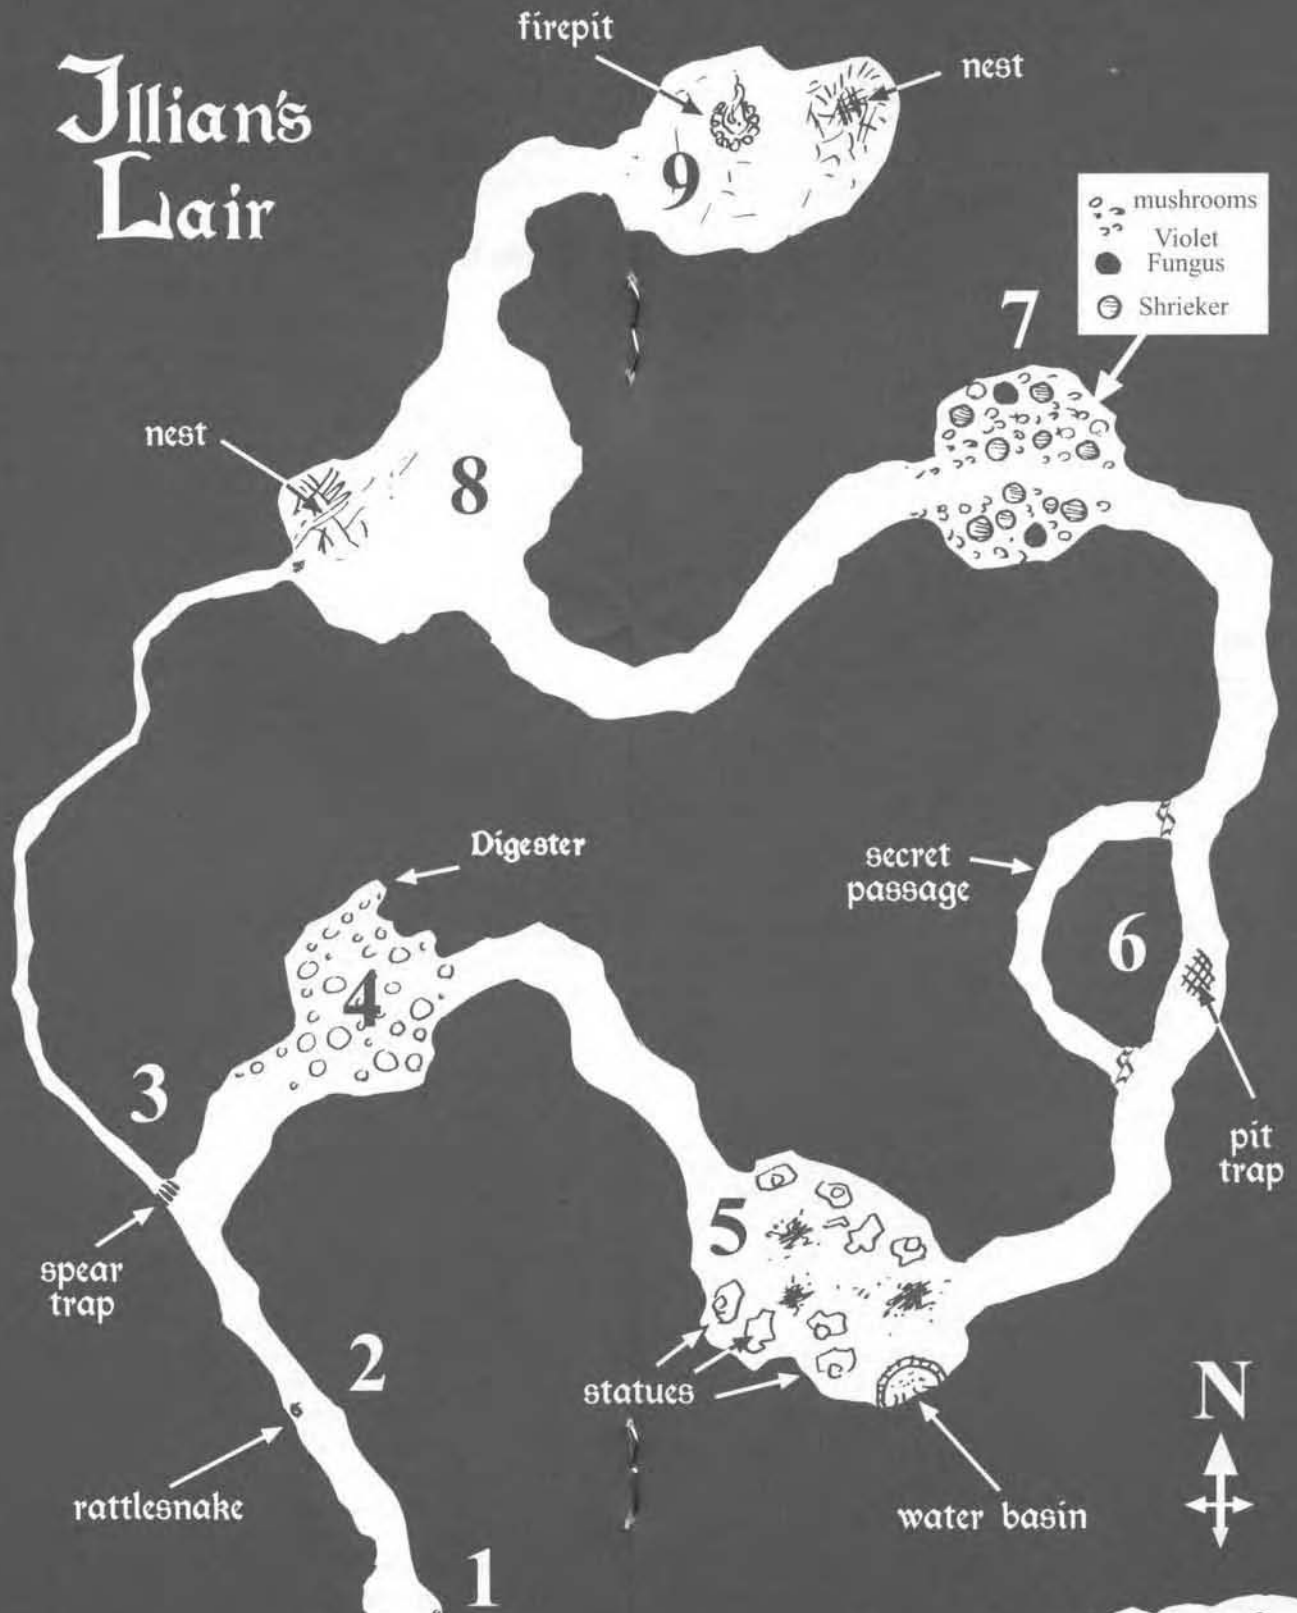 Illian's
Lair
firepit
nest
9
mushrooms
Violet
Fungus
Shrieker
7
nest
8
Digester
secret
passage
6
4
3
pit
trap
5
spear
trap
2
statues
N
rattlesnake
water basin
1